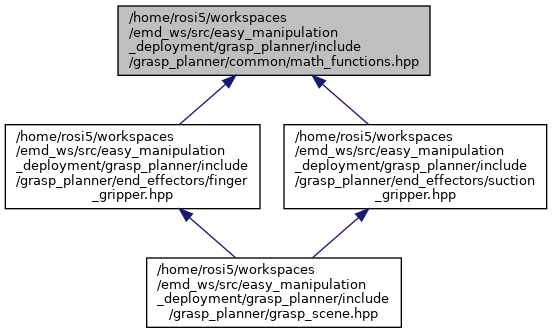 /home/rosi5/workspaces
/emd_ws/src/easy_manipulation
_deployment/grasp_planner/include
/grasp_planner/common/math_functions.hpp
/home/rosi5/workspaces
/emd_ws/src/easy_manipulation
_deployment/grasp_planner/include
/grasp_planner/end_effectors/finger
_gripper.hpp
/home/rosi5/workspaces
/emd_ws/src/easy_manipulation
_deployment/grasp_planner/include
/grasp_planner/end_effectors/suction
_gripper.hpp
/home/rosi5/workspaces
/emd_ws/src/easy_manipulation
_deployment/grasp_planner/include
/grasp_planner/grasp_scene.hpp